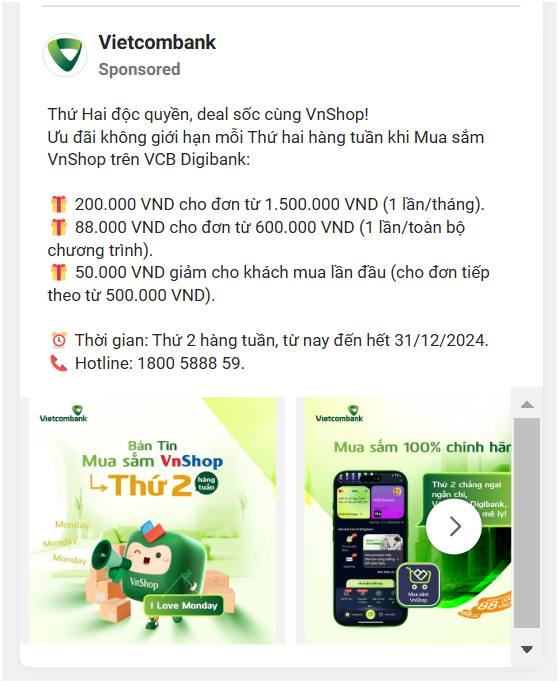 Vietcombank
Sponsored
Thứ Hai độc quyền, deal sốc cùng VnShop!
Ưu đãi không giới hạn mỗi Thứ hai hàng tuần khi Mua sắm
VnShop trên VCB Digibank:
🎁 200.000 VND cho đơn từ 1.500.000 VND (1 lần/tháng).
🎁 88.000 VND cho đơn từ 600.000 VND (1 lần/toàn bộ
chương trình).
🎁 50.000 VND giảm cho khách mua lần đầu (cho đơn tiếp
theo từ 500.000 VND).
⏰ Thời gian: Thứ 2 hàng tuần, từ nay đến hết 31/12/2024.
📞 Hotline: 1800 5888 59.
Vietcombank
Bản Tin
Mua sắm VnShop
Thứ 2 hàng tuần
Monday
Monday
Monday
VnShop
I Love Monday
Vietcombank
Mua sắm 100% chính hãn
Thứ 2 chẳng ngại
ngần chi,
Digibank,
mê ly!
Mua sắm
VnShop
88